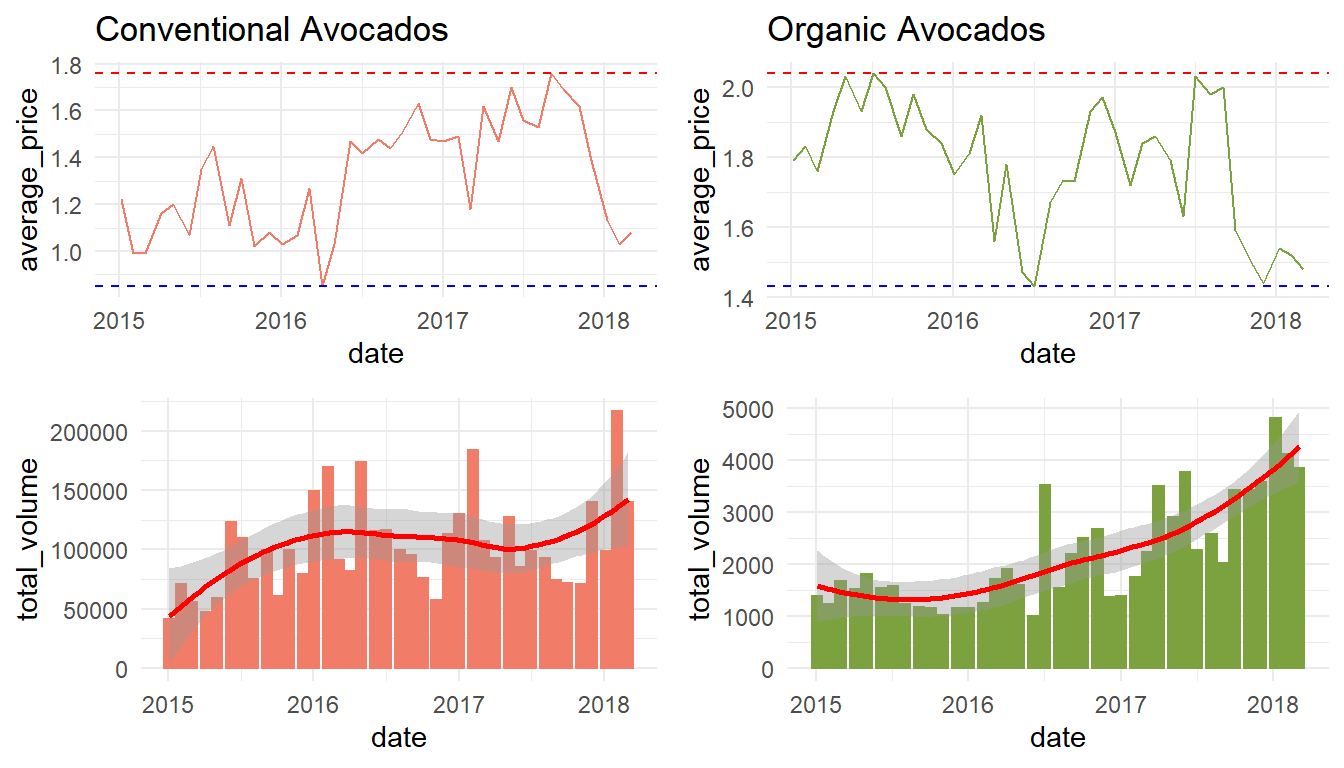 Conventional Avocados
average_price
1.8
1.6
1.4
1.2
1.0
2015 2016 2017 2018
date
Organic Avocados
average_price
2.0
1.8
1.6
1.4
2015 2016 2017 2018
date
total_volume
200000
150000
100000
50000
0
2015 2016 2017 2018
date
total_volume
5000
4000
3000
2000
1000
0
2015 2016 2017 2018
date